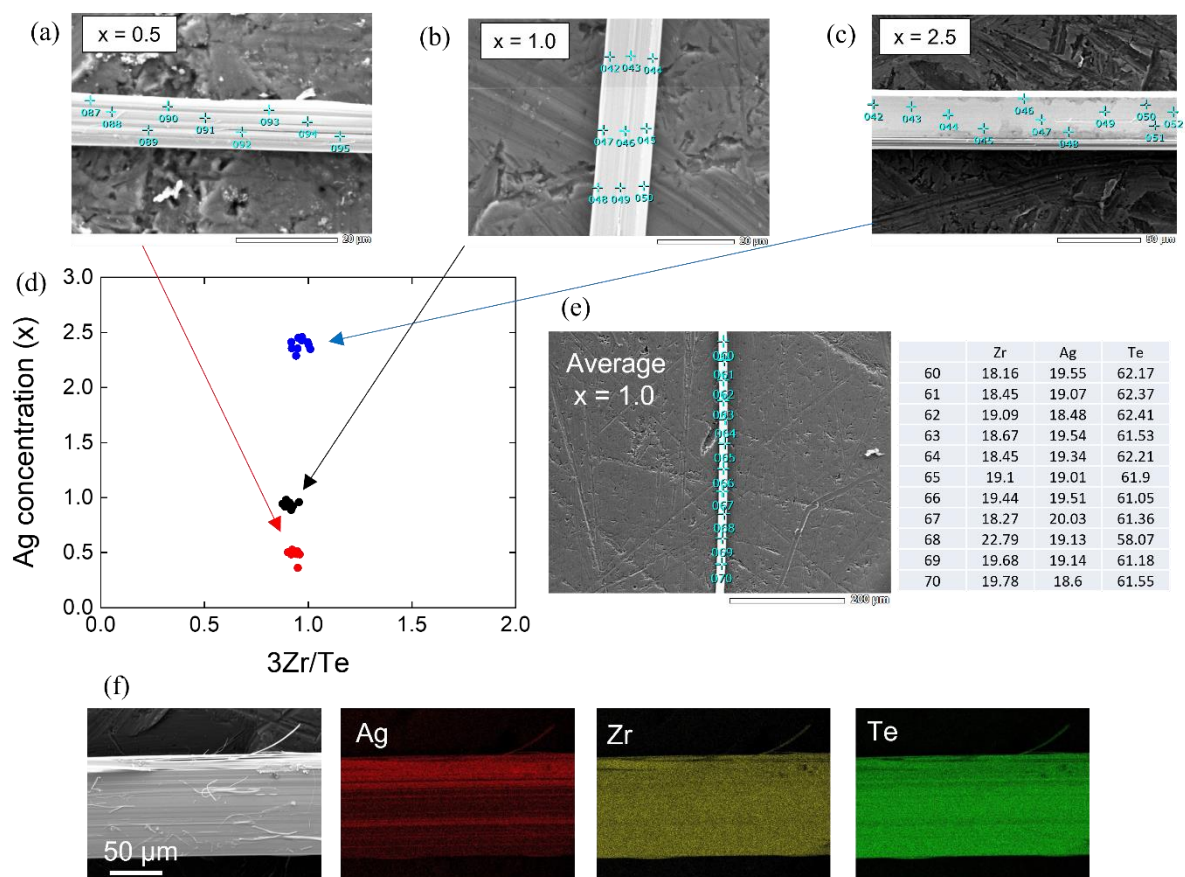 (a)
x = 0.5
087
088
089
090
091
092
093
094
095
20 µm
(b)
x = 1.0
042 043 044
047 046 045
048 049 050
20 µm
(c)
x = 2.5
042
043
044
045
046
047
048
049
050
051
052
50 µm
(d)
Ag concentration (x)
3.0
2.5
2.0
1.5
1.0
0.5
0.0
0.0 0.5 1.0 1.5 2.0
3Zr/Te
(e)
Average
x = 1.0
060
061
062
063
064
065
066
067
068
069
070
200 µm
Zr Ag Te
60 18.16 19.55 62.17
61 18.45 19.07 62.37
62 19.09 18.48 62.41
63 18.67 19.54 61.53
64 18.45 19.34 62.21
65 19.1 19.01 61.9
66 19.44 19.51 61.05
67 18.27 20.03 61.36
68 22.79 19.13 58.07
69 19.68 19.14 61.18
70 19.78 18.6 61.55
(f)
50 µm
Ag
Zr
Te